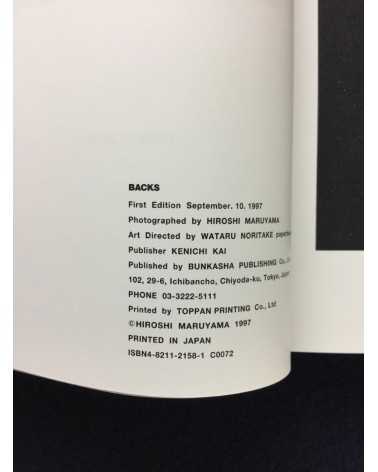 BACKS
First Edition September. 10. 1997
Photographed by HIROSHI MARUYAMA
Art Directed by WATARU NORITAKE
Publisher KENICHI KAI
Published by BUNKASHA PUBLISHING Co.,
102, 29-6, Ichibancho, Chiyoda-ku, Tokyo, Japan
PHONE 03-3222-5111
Printed by TOPPAN PRINTING Co., Ltd
©HIROSHI MARUYAMA 1997
PRINTED IN JAPAN
ISBN4-8211-2158-1 C0072